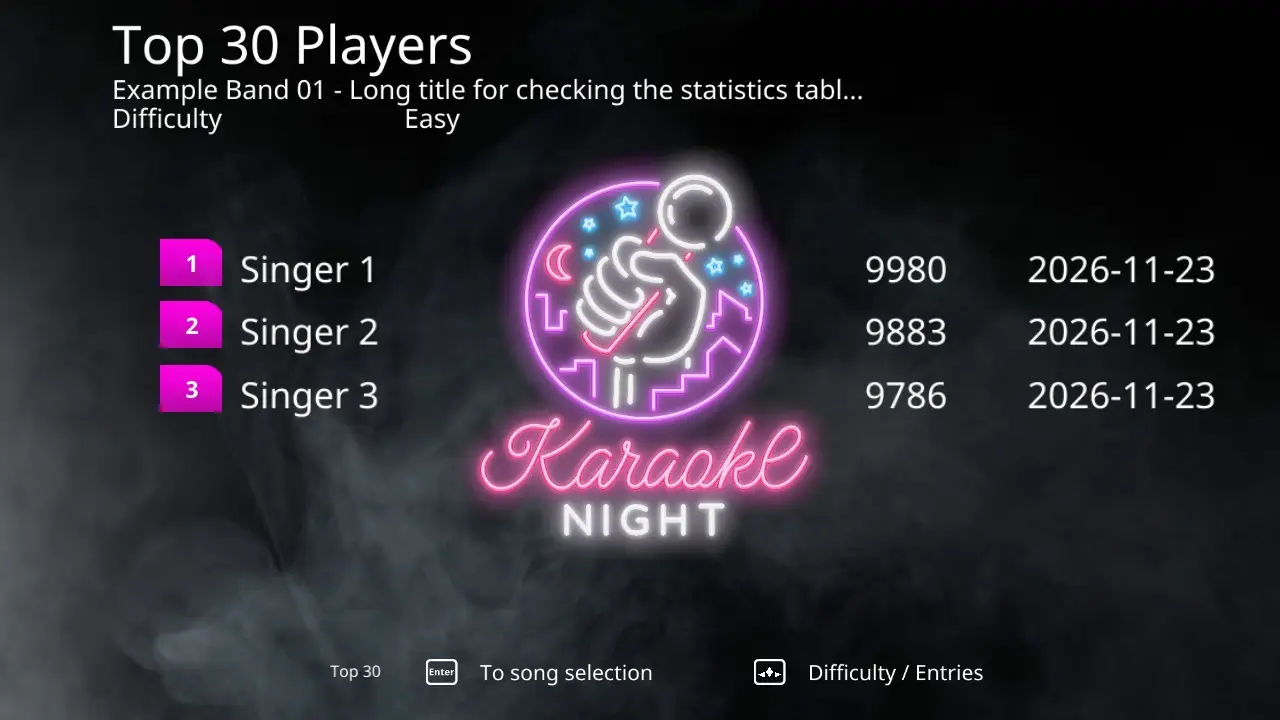 Top 30 Players
Example Band 01 - Long title for checking the statistics tabl...
Difficulty Easy
1 Singer 1 9980 2026-11-23
2 Singer 2 9883 2026-11-23
3 Singer 3 9786 2026-11-23
Karaoke
NIGHT
Top 30 Enter To song selection Difficulty / Entries